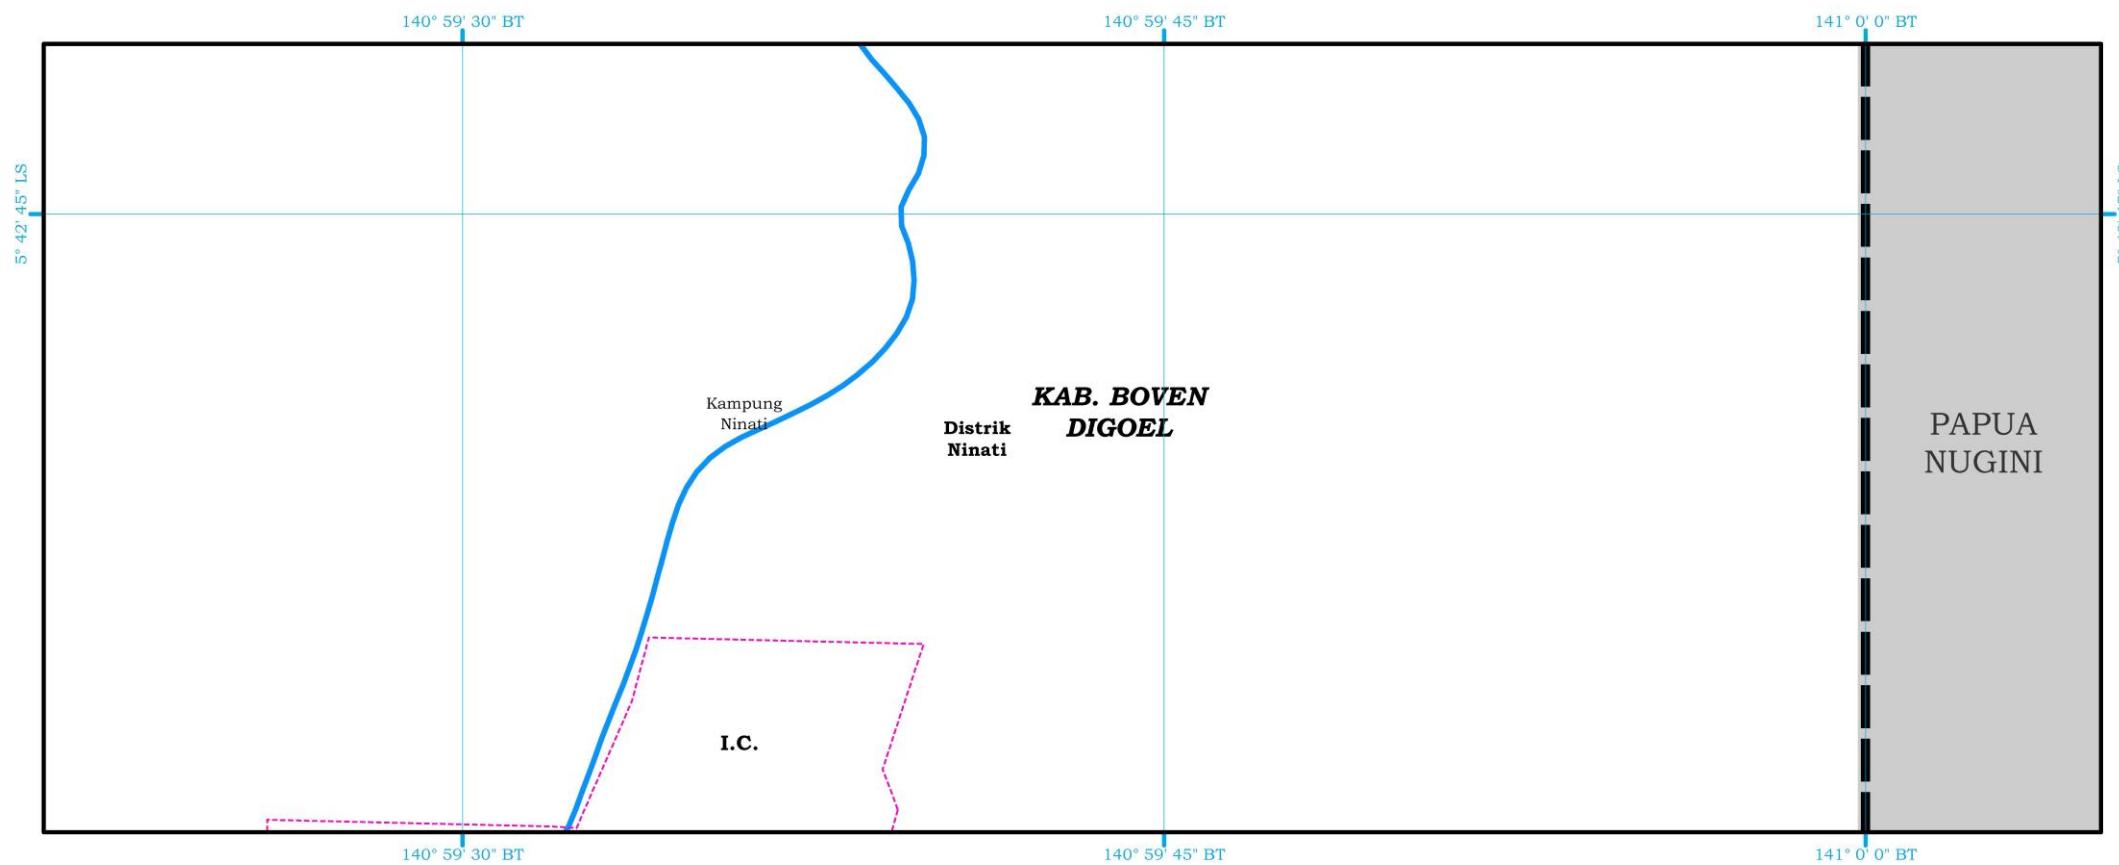 140° 59' 30" BT
140° 59' 45" BT
141° 0' 0" BT
5° 42' 45" LS
KAB. BOVEN
DIGOEL
Kampung
Ninati
Distrik
Ninati
PAPUA
NUGINI
I.C.
140° 59' 30" BT
140° 59' 45" BT
141° 0' 0" BT